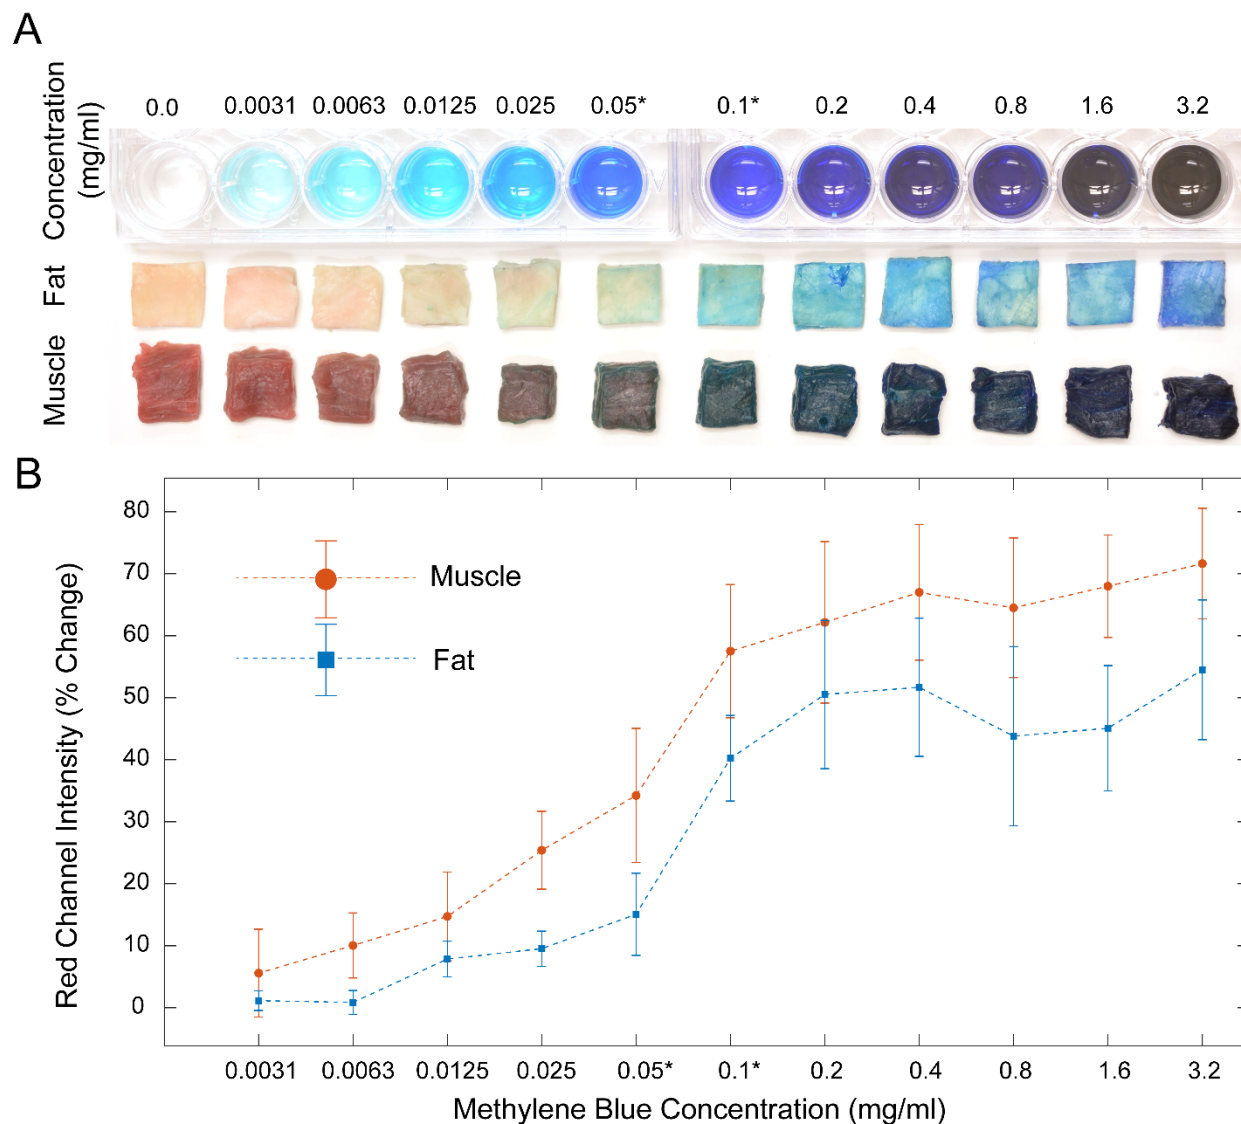 A
Concentration
(mg/ml)
0.0 0.0031 0.0063 0.0125 0.025 0.05* 0.1* 0.2 0.4 0.8 1.6 3.2
Fat
Muscle
B
Red Channel Intensity (% Change)
80
70
60
50
40
30
20
10
0
Muscle
Fat
0.0031 0.0063 0.0125 0.025 0.05* 0.1* 0.2 0.4 0.8 1.6 3.2
Methylene Blue Concentration (mg/ml)